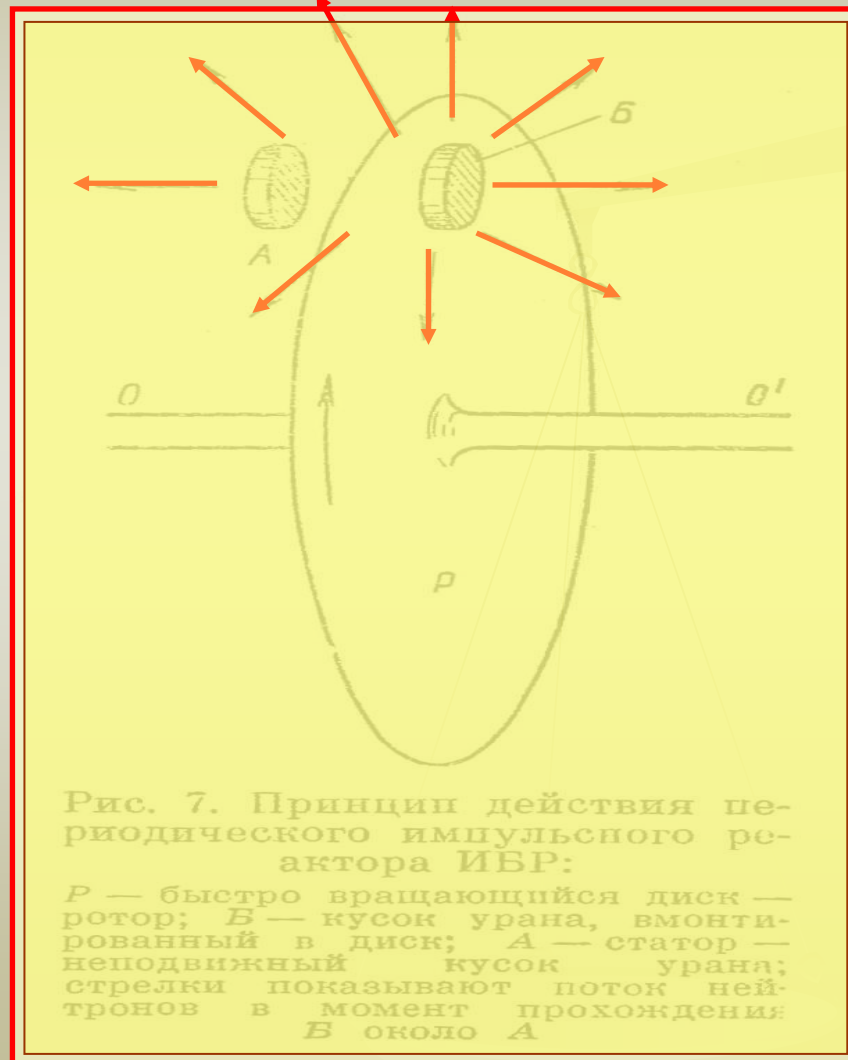 Б
А
О
О'
Р
Рис. 7. Принцип действия пе-
риодического импульсного ре-
актора ИБР:
Р — быстро вращающийся диск —
ротор; Б — кусок урана, вмонти-
рованный в диск; А — статор —
неподвижный кусок урана;
стрелки показывают поток ней-
тронов в момент прохождения
Б около А